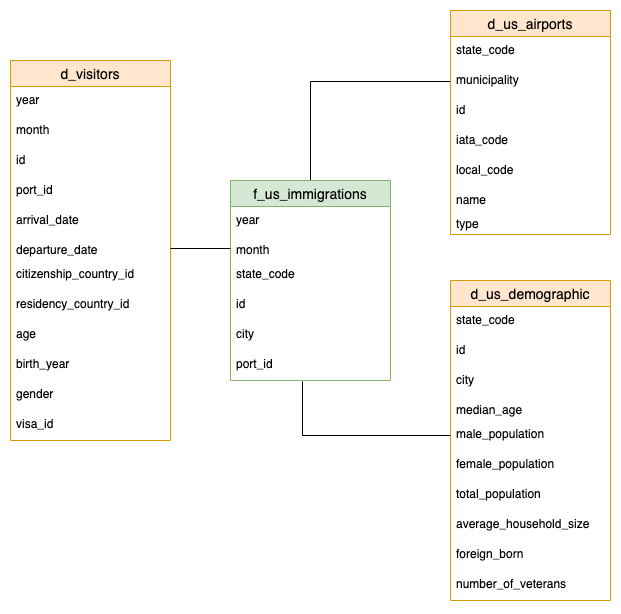 d_visitors
year
month
id
port_id
arrival_date
departure_date
citizenship_country_id
residency_country_id
age
birth_year
gender
visa_id
f_us_immigrations
year
month
state_code
id
city
port_id
d_us_airports
state_code
municipality
id
iata_code
local_code
name
type
d_us_demographic
state_code
id
city
median_age
male_population
female_population
total_population
average_household_size
foreign_born
number_of_veterans